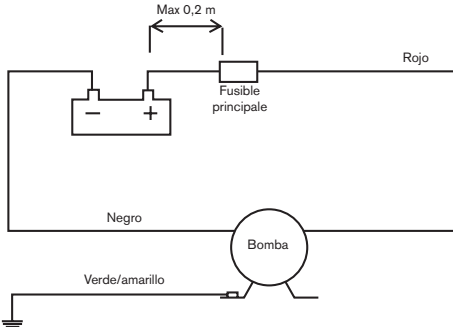 Max 0,2 m
Rojo
Fusible
principale
− +
Negro
Bomba
Verde/amarillo